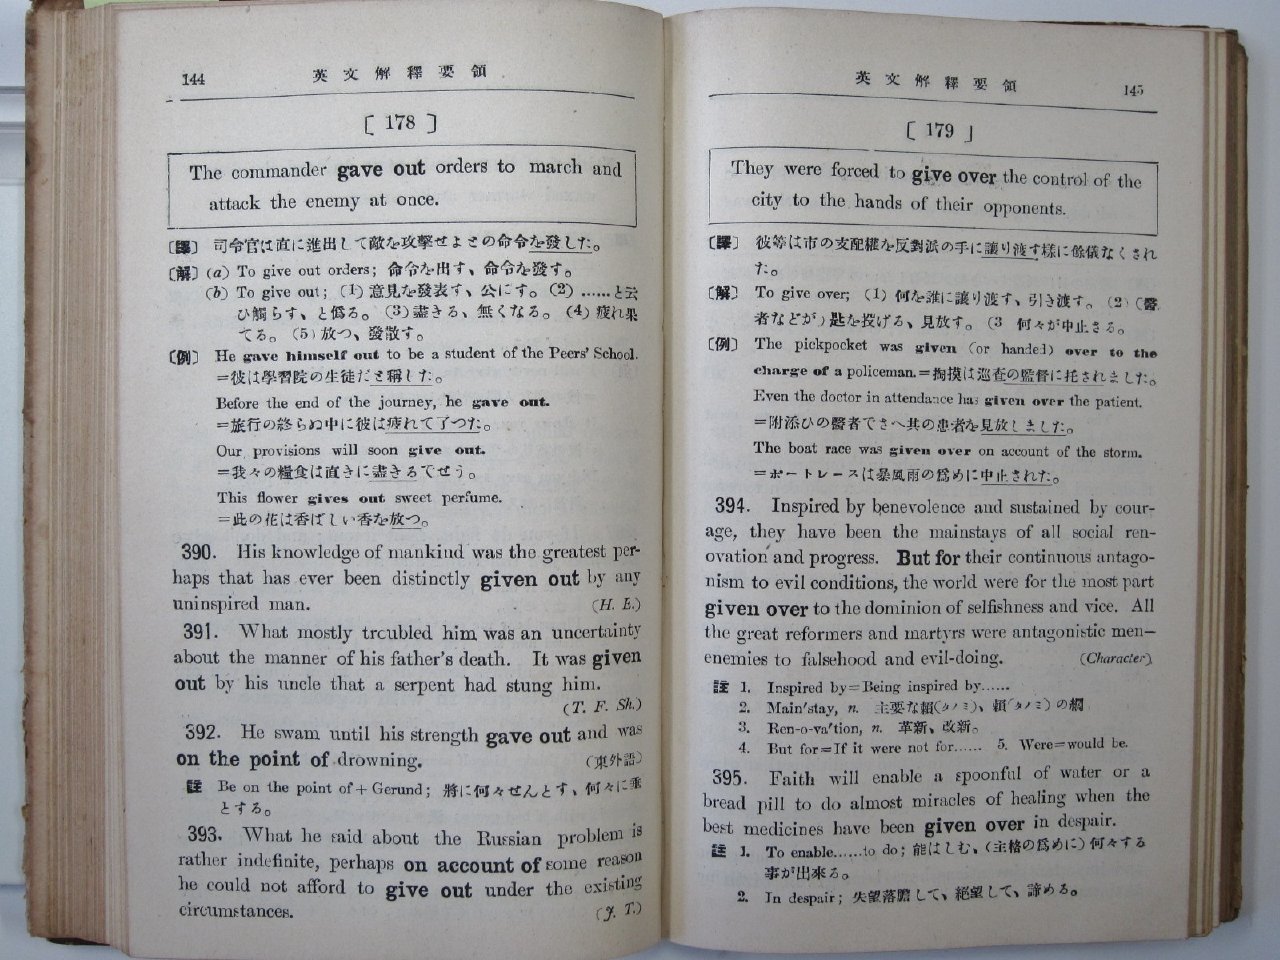 144
英文解釋要領
[ 178 ]
The commander gave out orders to march and
attack the enemy at once.
〔譯〕 司令官は直に進出して敵を攻擊せよとの命令を發した。
〔解〕 (a) To give out orders; 命令を出す、命令を發す。
(b) To give out; (1) 意見を發表す、公にす。 (2) ……と云
ひ觸らす、と僞る。 (3) 盡きる、無くなる。 (4) 疲れ果
てる。 (5) 放つ、發散す。
〔例〕 He gave himself out to be a student of the Peers' School.
=彼は學習院の生徒だと稱した。
Before the end of the journey, he gave out.
=旅行の終らぬ中に彼は疲れて了つた。
Our provisions will soon give out.
=我々の糧食は直きに盡きるでせう。
This flower gives out sweet perfume.
=此の花は香ばしい香を放つ。
390. His knowledge of mankind was the greatest per-
haps that has ever been distinctly given out by any
uninspired man. (H. E.)
391. What mostly troubled him was an uncertainty
about the manner of his father's death. It was given
out by his uncle that a serpent had stung him.
(T. F. Sh.)
392. He swam until his strength gave out and was
on the point of drowning. (東外語)
註 Be on the point of + Gerund; 將に何々せんとす、何々に垂
とする。
393. What he said about the Russian problem is
rather indefinite, perhaps on account of some reason
he could not afford to give out under the existing
circumstances. (J. T.)
英文解釋要領
145
[ 179 ]
They were forced to give over the control of the
city to the hands of their opponents.
〔譯〕 彼等は市の支配權を反對派の手に讓り渡す樣に餘儀なくされ
た。
〔解〕 To give over; (1) 何を誰に讓り渡す、引き渡す。 (2) (醫
者などが) 匙を投げる、見放す。 (3 何々が中止さる。
〔例〕 The pickpocket was given (or handed) over to the
charge of a policeman.=掏摸は巡査の監督に托されました。
Even the doctor in attendance has given over the patient.
=附添ひの醫者でさへ其の患者を見放しました。
The boat race was given over on account of the storm.
=ボートレースは暴風雨の爲めに中止された。
394. Inspired by benevolence and sustained by cour-
age, they have been the mainstays of all social ren-
ovation and progress. But for their continuous antago-
nism to evil conditions, the world were for the most part
given over to the dominion of selfishness and vice. All
the great reformers and martyrs were antagonistic men—
enemies to falsehood and evil-doing. (Character)
註 1. Inspired by=Being inspired by……
2. Main'stay, n. 主要な賴(タノミ)、賴(タノミ)の綱
3. Ren-o-va'tion, n. 革新、改新。
4. But for=If it were not for…… 5. Were=would be.
395. Faith will enable a spoonful of water or a
bread pill to do almost miracles of healing when the
best medicines have been given over in despair.
註 1. To enable……to do; 能はしむ、(主格の爲めに) 何々する
事が出來る。
2. In despair; 失望落膽して、絕望して、諦める。